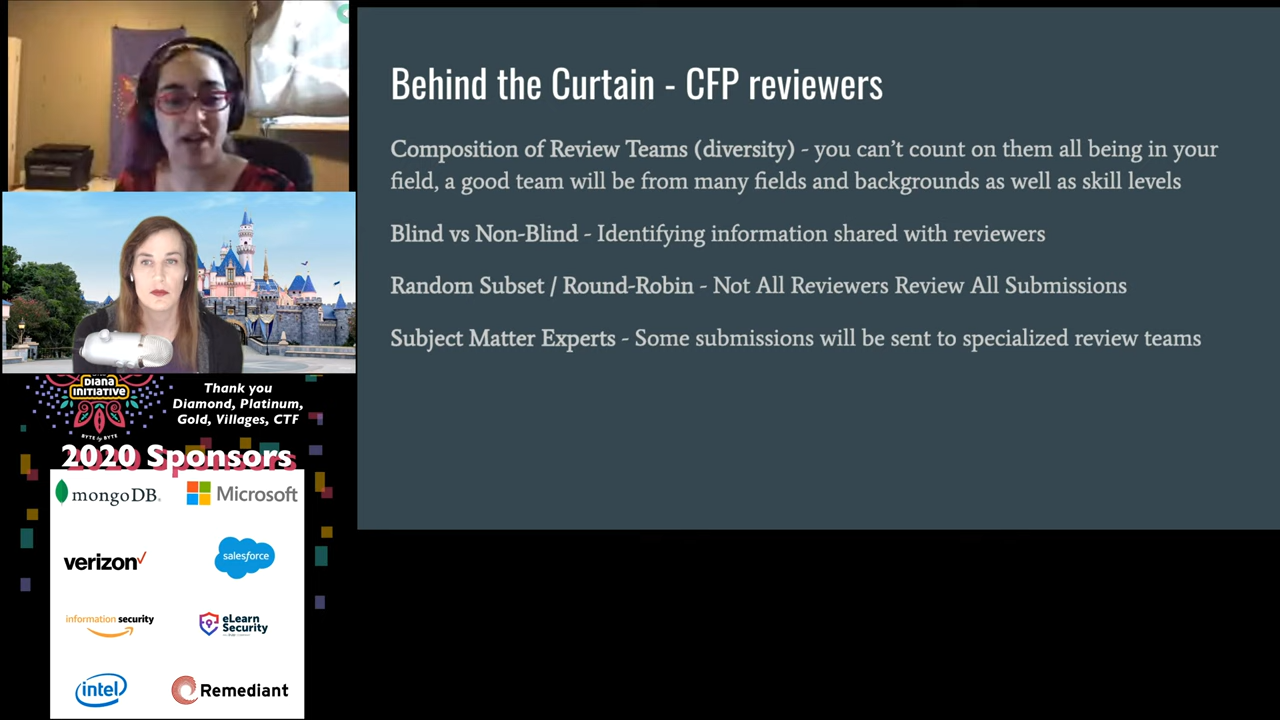 Behind the Curtain - CFP reviewers
Composition of Review Teams (diversity) - you can’t count on them all being in your
field, a good team will be from many fields and backgrounds as well as skill levels
Blind vs Non-Blind - Identifying information shared with reviewers
Random Subset / Round-Robin - Not All Reviewers Review All Submissions
Subject Matter Experts - Some submissions will be sent to specialized review teams
DIANA
INITIATIVE
BYTE by BYTE
Thank you
Diamond, Platinum,
Gold, Villages, CTF
2020 Sponsors
mongoDB.
Microsoft
verizon
salesforce
information security
eLearn
Security
intel
Remediant